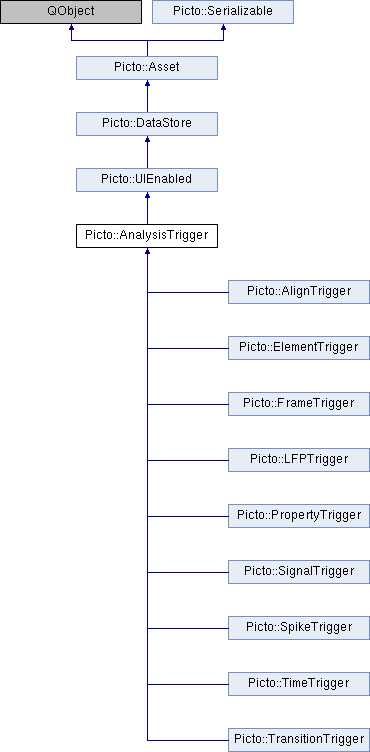 QObject
Picto::Serializable
Picto::Asset
Picto::DataStore
Picto::UIEnabled
Picto::AnalysisTrigger
Picto::AlignTrigger
Picto::ElementTrigger
Picto::FrameTrigger
Picto::LFPTrigger
Picto::PropertyTrigger
Picto::SignalTrigger
Picto::SpikeTrigger
Picto::TimeTrigger
Picto::TransitionTrigger